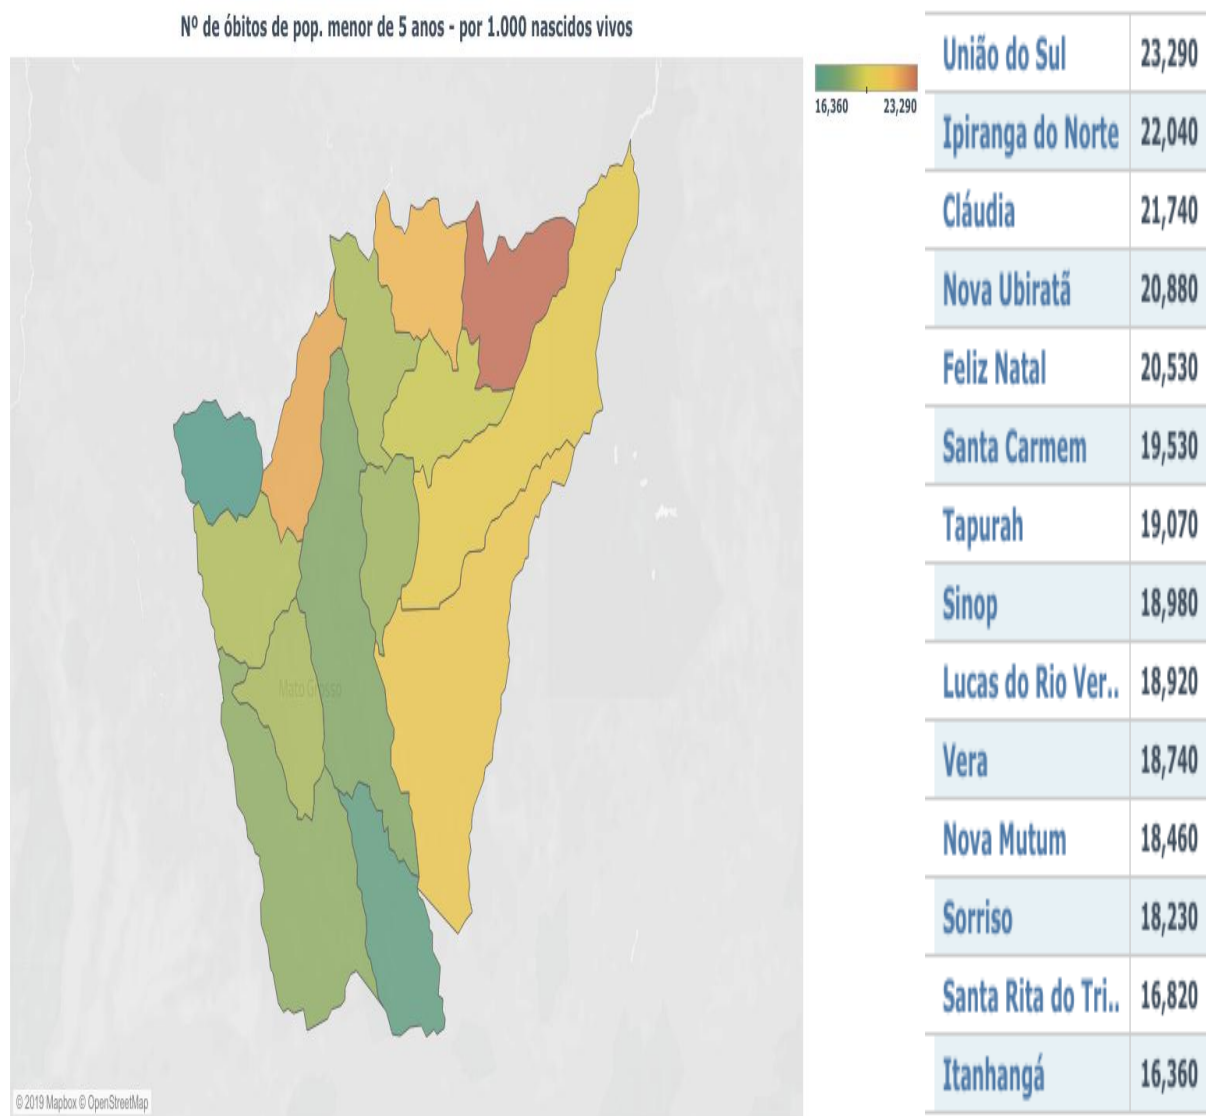 Nº de óbitos de pop. menor de 5 anos - por 1.000 nascidos vivos
16,360 23,290
União do Sul 23,290
Ipiranga do Norte 22,040
Cláudia 21,740
Nova Ubiratã 20,880
Feliz Natal 20,530
Santa Carmem 19,530
Tapurah 19,070
Sinop 18,980
Lucas do Rio Ver.. 18,920
Vera 18,740
Nova Mutum 18,460
Sorriso 18,230
Santa Rita do Tri.. 16,820
Itanhangá 16,360
Mato Grosso
© 2019 Mapbox © OpenStreetMap